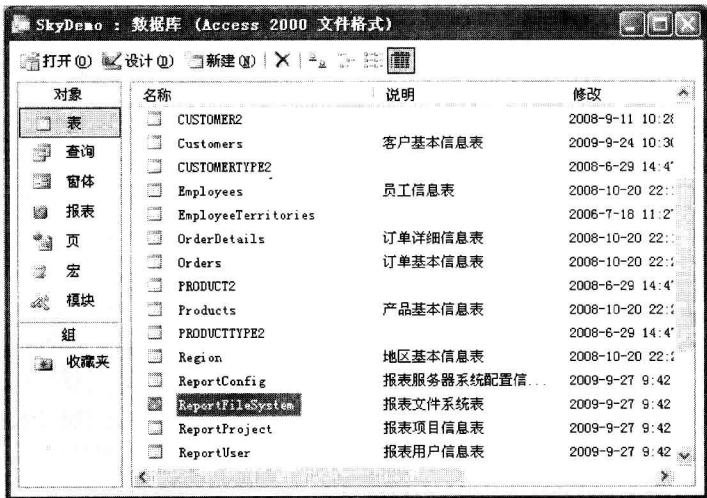 SkyDemo : 数据库 (Access 2000 文件格式)
打开(O) 设计(D) 新建(N)
对象
表
查询
窗体
报表
页
宏
模块
组
收藏夹
名称 说明 修改
CUSTOMER2 2008-9-11 10:28
Customers 客户基本信息表 2009-9-24 10:30
CUSTOMERTYPE2 2008-6-29 14:4
Employees 员工信息表 2008-10-20 22:
EmployeeTerritories 2006-7-18 11:2
OrderDetails 订单详细信息表 2008-10-20 22:
Orders 订单基本信息表 2008-10-20 22:
PRODUCT2 2008-6-29 14:4
Products 产品基本信息表 2008-10-20 22:
PRODUCTTYPE2 2008-6-29 14:4
Region 地区基本信息表 2008-10-20 22:
ReportConfig 报表服务器系统配置信... 2009-9-27 9:42
ReportFileSystem 报表文件系统表 2009-9-27 9:42
ReportProject 报表项目信息表 2009-9-27 9:42
ReportUser 报表用户信息表 2009-9-27 9:42